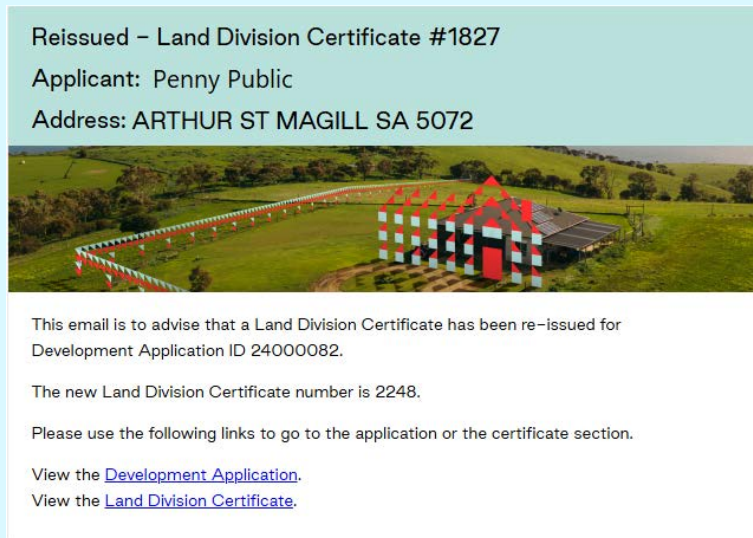 Reissued – Land Division Certificate #1827
Applicant: Penny Public
Address: ARTHUR ST MAGILL SA 5072
This email is to advise that a Land Division Certificate has been re-issued for
Development Application ID 24000082.
The new Land Division Certificate number is 2248.
Please use the following links to go to the application or the certificate section.
View the Development Application.
View the Land Division Certificate.